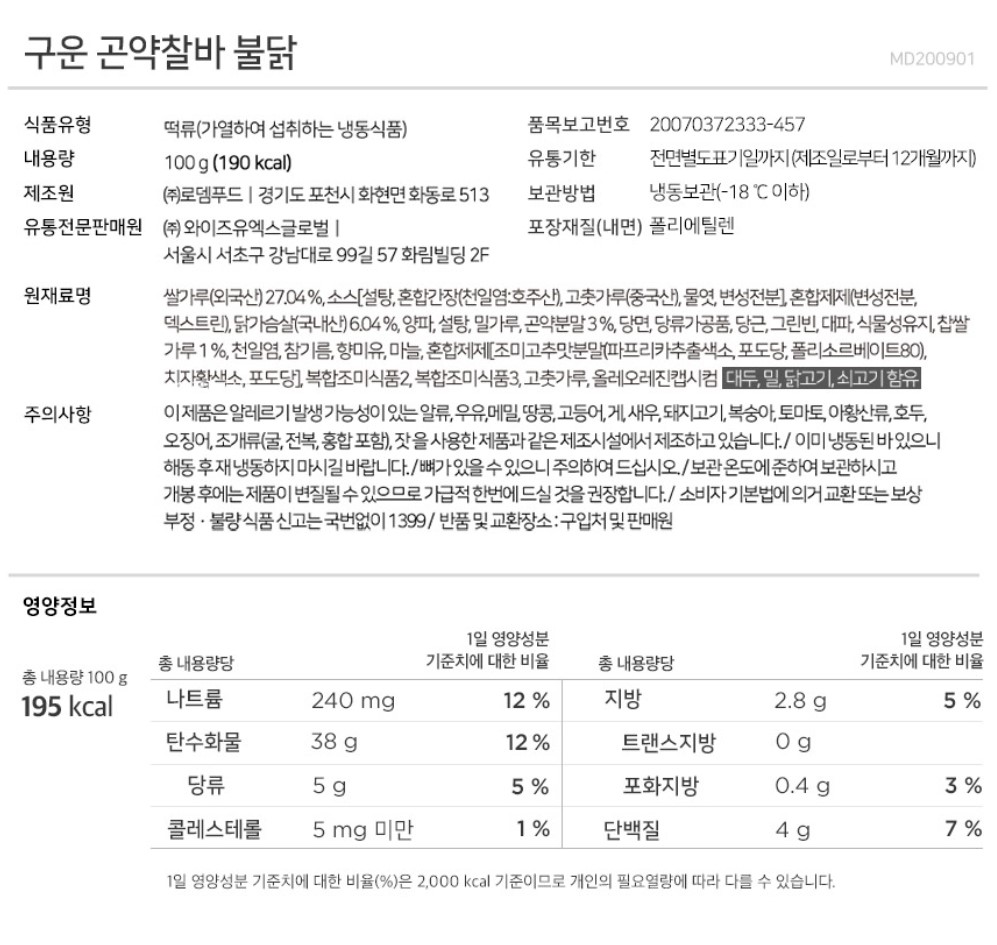 구운 곤약찰바 불닭
MD200901
식품유형 떡류(가열하여 섭취하는 냉동식품)
내용량 100 g (190 kcal)
제조원 ㈜로뎀푸드 | 경기도 포천시 화현면 화동로 513
유통전문판매원 ㈜ 와이즈유엑스글로벌 |
서울시 서초구 강남대로 99길 57 화림빌딩 2F
품목보고번호 20070372333-457
유통기한 전면별도표기일까지 (제조일로부터 12개월까지)
보관방법 냉동보관(-18 ℃ 이하)
포장재질(내면) 폴리에틸렌
원재료명 쌀가루(외국산) 27.04 %, 소스[설탕, 혼합간장(천일염:호주산), 고춧가루(중국산), 물엿, 변성전분], 혼합제제(변성전분,
덱스트린), 닭가슴살(국내산) 6.04 %, 양파, 설탕, 밀가루, 곤약분말 3 %, 당면, 당류가공품, 당근, 그린빈, 대파, 식물성유지, 찹쌀
가루 1 %, 천일염, 참기름, 향미유, 마늘, 혼합제제[조미고추맛분말(파프리카추출색소, 포도당, 폴리소르베이트80),
치자황색소, 포도당], 복합조미식품2, 복합조미식품3, 고춧가루, 올레오레진캡시컴 대두, 밀, 닭고기, 쇠고기 함유
주의사항 이 제품은 알레르기 발생 가능성이 있는 알류, 우유,메밀, 땅콩, 고등어, 게, 새우, 돼지고기, 복숭아, 토마토, 아황산류, 호두,
오징어, 조개류(굴, 전복, 홍합 포함), 잣 을 사용한 제품과 같은 제조시설에서 제조하고 있습니다. / 이미 냉동된 바 있으니
해동 후 재 냉동하지 마시길 바랍니다. / 뼈가 있을 수 있으니 주의하여 드십시오. / 보관 온도에 준하여 보관하시고
개봉 후에는 제품이 변질될 수 있으므로 가급적 한번에 드실 것을 권장합니다. / 소비자 기본법에 의거 교환 또는 보상
부정 · 불량 식품 신고는 국번없이 1399 / 반품 및 교환장소 : 구입처 및 판매원
영양정보
총 내용량 100 g
195 kcal
총 내용량당 1일 영양성분
기준치에 대한 비율
나트륨 240 mg 12 %
탄수화물 38 g 12 %
당류 5 g 5 %
콜레스테롤 5 mg 미만 1 %
총 내용량당 1일 영양성분
기준치에 대한 비율
지방 2.8 g 5 %
트랜스지방 0 g
포화지방 0.4 g 3 %
단백질 4 g 7 %
1일 영양성분 기준치에 대한 비율(%)은 2,000 kcal 기준이므로 개인의 필요열량에 따라 다를 수 있습니다.